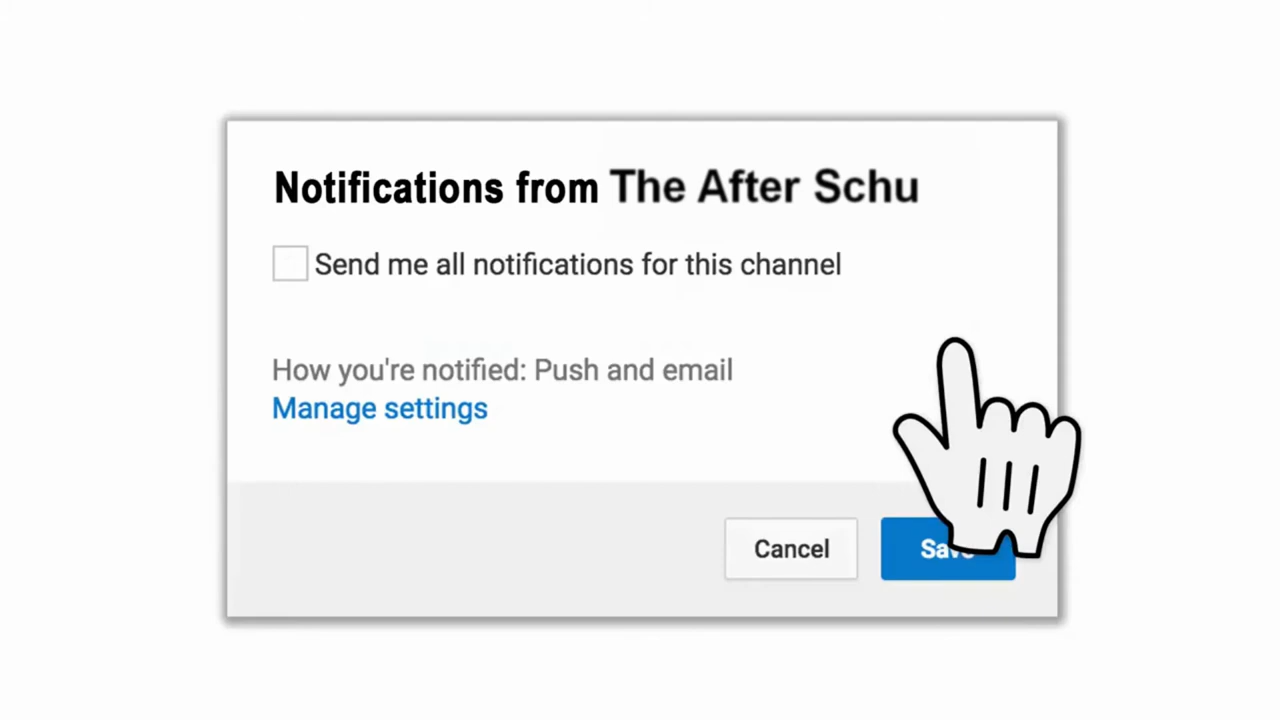 Notifications from The After Schu
Send me all notifications for this channel
How you're notified: Push and email
Manage settings
Cancel
Save